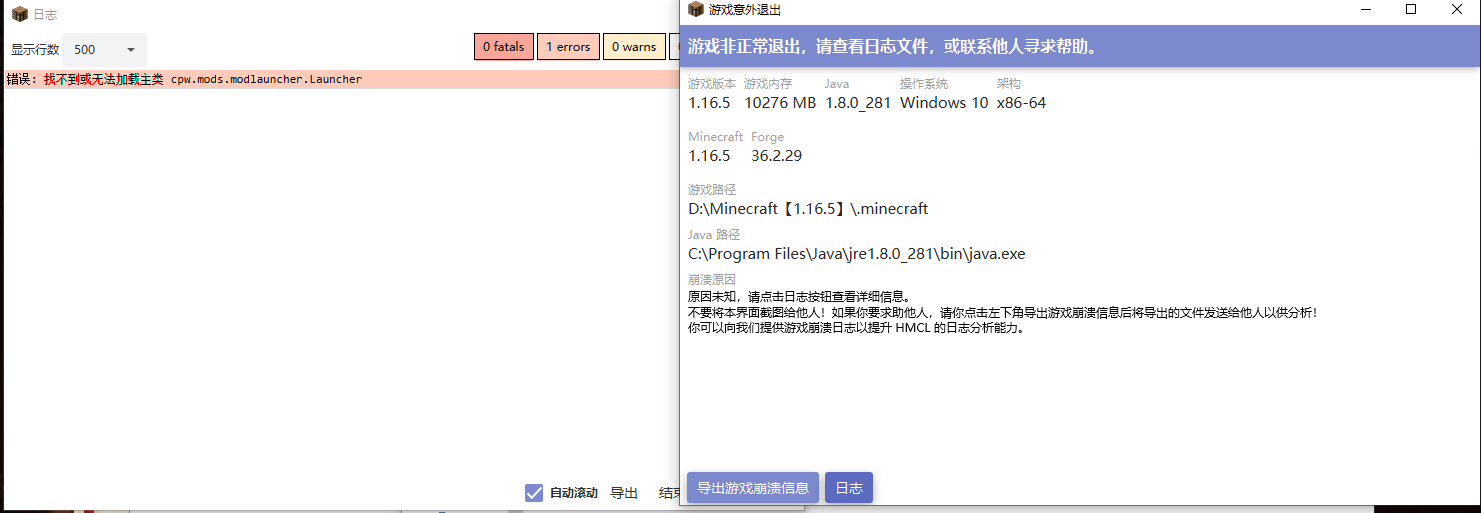 日志
显示行数 500
0 fatals 1 errors 0 warns
错误: 找不到或无法加载主类 cpw.mods.modlauncher.Launcher
自动滚动 导出
游戏意外退出
游戏非正常退出，请查看日志文件，或联系他人寻求帮助。
游戏版本 游戏内存 Java 操作系统 架构
1.16.5 10276 MB 1.8.0_281 Windows 10 x86-64
Minecraft Forge
1.16.5 36.2.29
游戏路径
D:\Minecraft【1.16.5】\.minecraft
Java 路径
C:\Program Files\Java\jre1.8.0_281\bin\java.exe
崩溃原因
原因未知，请点击日志按钮查看详细信息。
不要将本界面截图给他人！如果你要求助他人，请你点击左下角导出游戏崩溃信息后将导出的文件发送给他人以供分析！
你可以向我们提供游戏崩溃日志以提升 HMCL 的日志分析能力。
导出游戏崩溃信息 日志